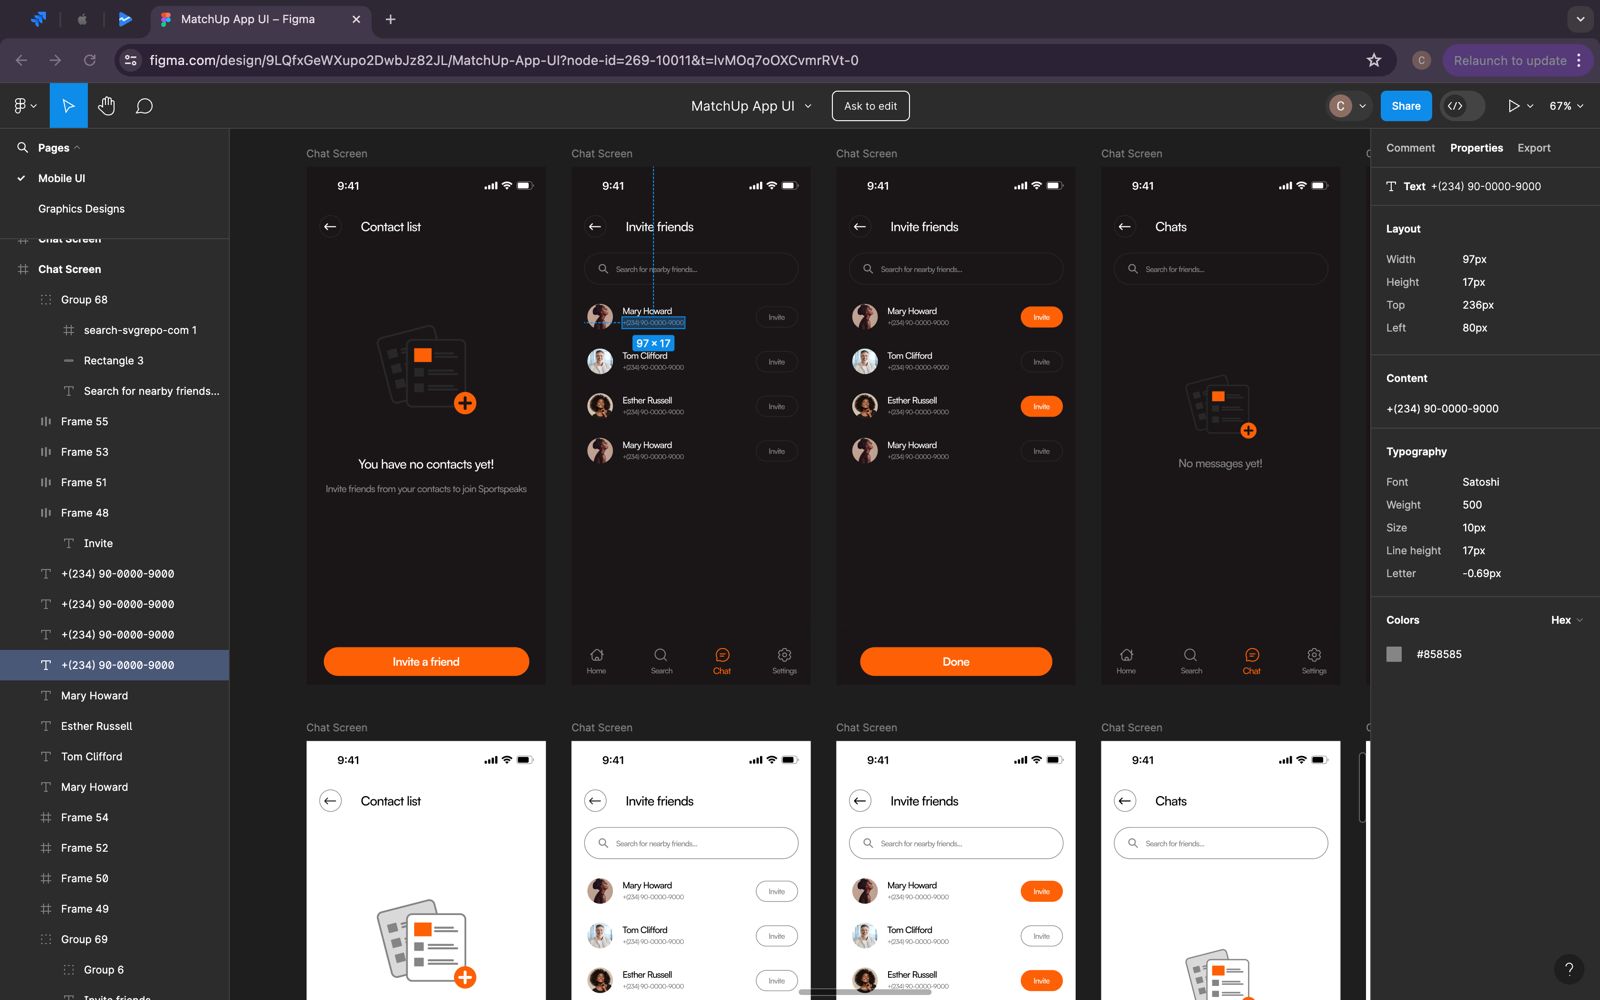 MatchUp App UI – Figma
figma.com/design/9LQfxGeWXupo2DwbJz82JL/MatchUp-App-UI?node-id=269-10011&t=IvMOq7oOXCvmrRVt-0
C
Relaunch to update
MatchUp App UI
Ask to edit
C
Share
67%
Pages
Mobile UI
Graphics Designs
Chat Screen
Chat Screen
Group 68
search-svgrepo-com 1
Rectangle 3
Search for nearby friends...
Frame 55
Frame 53
Frame 51
Frame 48
Invite
+(234) 90-0000-9000
+(234) 90-0000-9000
+(234) 90-0000-9000
+(234) 90-0000-9000
Mary Howard
Esther Russell
Tom Clifford
Mary Howard
Frame 54
Frame 52
Frame 50
Frame 49
Group 69
Group 6
Invite friends
Chat Screen
9:41
Contact list
You have no contacts yet!
Invite friends from your contacts to join Sportspeaks
Invite a friend
Chat Screen
9:41
Invite friends
Search for nearby friends...
Mary Howard
+(234) 90-0000-9000
Invite
97 × 17
Tom Clifford
+(234) 90-0000-9000
Invite
Esther Russell
+(234) 90-0000-9000
Invite
Mary Howard
+(234) 90-0000-9000
Invite
Home
Search
Chat
Settings
Chat Screen
9:41
Invite friends
Search for nearby friends...
Mary Howard
+(234) 90-0000-9000
Invite
Tom Clifford
+(234) 90-0000-9000
Invite
Esther Russell
+(234) 90-0000-9000
Invite
Mary Howard
+(234) 90-0000-9000
Invite
Done
Chat Screen
9:41
Chats
Search for friends...
No messages yet!
Home
Search
Chat
Settings
Chat Screen
9:41
Contact list
Chat Screen
9:41
Invite friends
Search for nearby friends...
Mary Howard
+(234) 90-0000-9000
Invite
Tom Clifford
+(234) 90-0000-9000
Invite
Esther Russell
+(234) 90-0000-9000
Invite
Chat Screen
9:41
Invite friends
Search for nearby friends...
Mary Howard
+(234) 90-0000-9000
Invite
Tom Clifford
+(234) 90-0000-9000
Invite
Esther Russell
+(234) 90-0000-9000
Invite
Chat Screen
9:41
Chats
Search for friends...
Comment
Properties
Export
Text +(234) 90-0000-9000
Layout
Width 97px
Height 17px
Top 236px
Left 80px
Content
+(234) 90-0000-9000
Typography
Font Satoshi
Weight 500
Size 10px
Line height 17px
Letter -0.69px
Colors
Hex
#858585
?